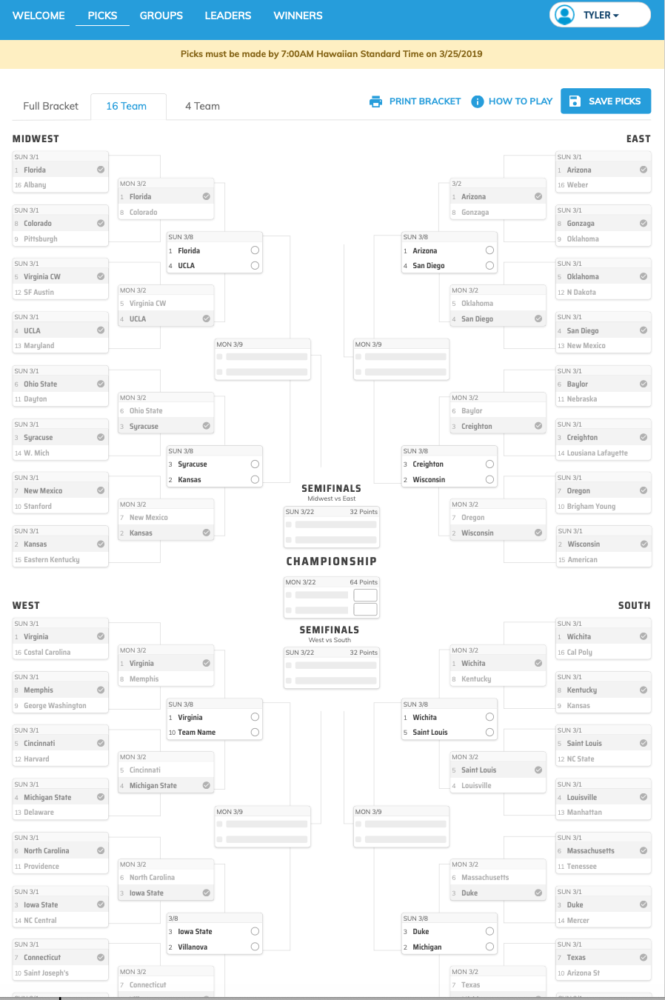 WELCOME PICKS GROUPS LEADERS WINNERS TYLER
Picks must be made by 7:00AM Hawaiian Standard Time on 3/25/2019
Full Bracket 16 Team 4 Team PRINT BRACKET HOW TO PLAY SAVE PICKS
MIDWEST
SUN 3/1
1 Florida
16 Albany
SUN 3/1
8 Colorado
9 Pittsburgh
SUN 3/1
5 Virginia CW
12 SF Austin
SUN 3/1
4 UCLA
13 Maryland
SUN 3/1
6 Ohio State
11 Dayton
SUN 3/1
3 Syracuse
14 W. Mich
SUN 3/1
7 New Mexico
10 Stanford
SUN 3/1
2 Kansas
15 Eastern Kentucky
MON 3/2
1 Florida
8 Colorado
MON 3/2
5 Virginia CW
4 UCLA
MON 3/2
6 Ohio State
3 Syracuse
MON 3/2
7 New Mexico
2 Kansas
SUN 3/8
1 Florida
4 UCLA
SUN 3/8
3 Syracuse
2 Kansas
MON 3/9
EAST
SUN 3/1
1 Arizona
16 Weber
SUN 3/1
8 Gonzaga
9 Oklahoma
SUN 3/1
5 Oklahoma
12 N Dakota
SUN 3/1
4 San Diego
13 New Mexico
SUN 3/1
6 Baylor
11 Nebraska
SUN 3/1
3 Creighton
14 Lousiana Lafayette
SUN 3/1
7 Oregon
10 Brigham Young
SUN 3/1
2 Wisconsin
15 American
3/2
1 Arizona
8 Gonzaga
MON 3/2
5 Oklahoma
4 San Diego
MON 3/2
6 Baylor
3 Creighton
MON 3/2
7 Oregon
2 Wisconsin
SUN 3/8
1 Arizona
4 San Diego
SUN 3/8
3 Creighton
2 Wisconsin
MON 3/9
SEMIFINALS
Midwest vs East
SUN 3/22 32 Points
CHAMPIONSHIP
MON 3/22 64 Points
SEMIFINALS
West vs South
SUN 3/22 32 Points
WEST
SUN 3/1
1 Virginia
16 Costal Carolina
SUN 3/1
8 Memphis
9 George Washington
SUN 3/1
5 Cincinnati
12 Harvard
SUN 3/1
4 Michigan State
13 Delaware
SUN 3/1
6 North Carolina
11 Providence
SUN 3/1
3 Iowa State
14 NC Central
SUN 3/1
7 Connecticut
10 Saint Joseph's
MON 3/2
1 Virginia
8 Memphis
MON 3/2
5 Cincinnati
4 Michigan State
MON 3/2
6 North Carolina
3 Iowa State
MON 3/2
7 Connecticut
SUN 3/8
1 Virginia
10 Team Name
3/8
3 Iowa State
2 Villanova
MON 3/9
SOUTH
SUN 3/1
1 Wichita
16 Cal Poly
SUN 3/1
8 Kentucky
9 Kansas
SUN 3/1
5 Saint Louis
12 NC State
SUN 3/1
4 Louisville
13 Manhattan
SUN 3/1
6 Massachusetts
11 Tenessee
SUN 3/1
3 Duke
14 Mercer
SUN 3/1
7 Texas
10 Arizona St
MON 3/2
1 Wichita
8 Kentucky
MON 3/2
5 Saint Louis
4 Louisville
MON 3/2
6 Massachusetts
3 Duke
MON 3/2
7 Texas
SUN 3/8
1 Wichita
5 Saint Louis
SUN 3/8
3 Duke
2 Michigan
MON 3/9